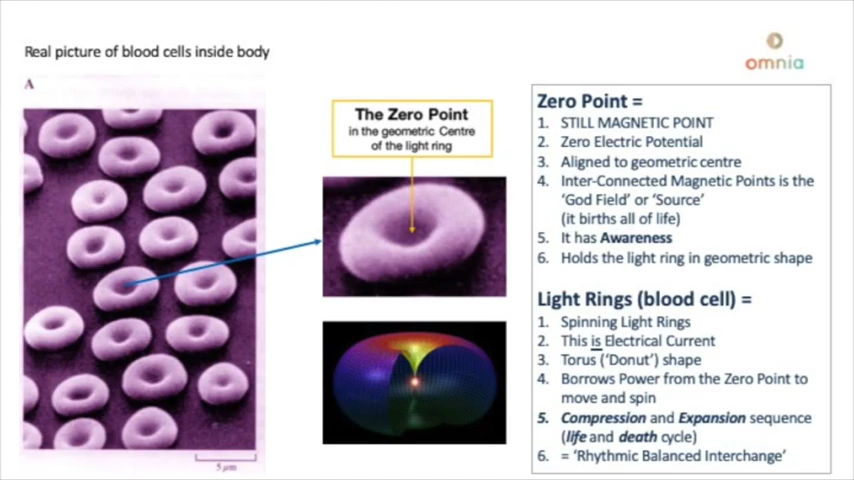 Real picture of blood cells inside body
omnia
A
The Zero Point
in the geometric Centre
of the light ring
5 μm
Zero Point =
1. STILL MAGNETIC POINT
2. Zero Electric Potential
3. Aligned to geometric centre
4. Inter-Connected Magnetic Points is the
‘God Field’ or ‘Source’
(it births all of life)
5. It has Awareness
6. Holds the light ring in geometric shape
Light Rings (blood cell) =
1. Spinning Light Rings
2. This is Electrical Current
3. Torus (‘Donut’) shape
4. Borrows Power from the Zero Point to
move and spin
5. Compression and Expansion sequence
(life and death cycle)
6. = ‘Rhythmic Balanced Interchange’